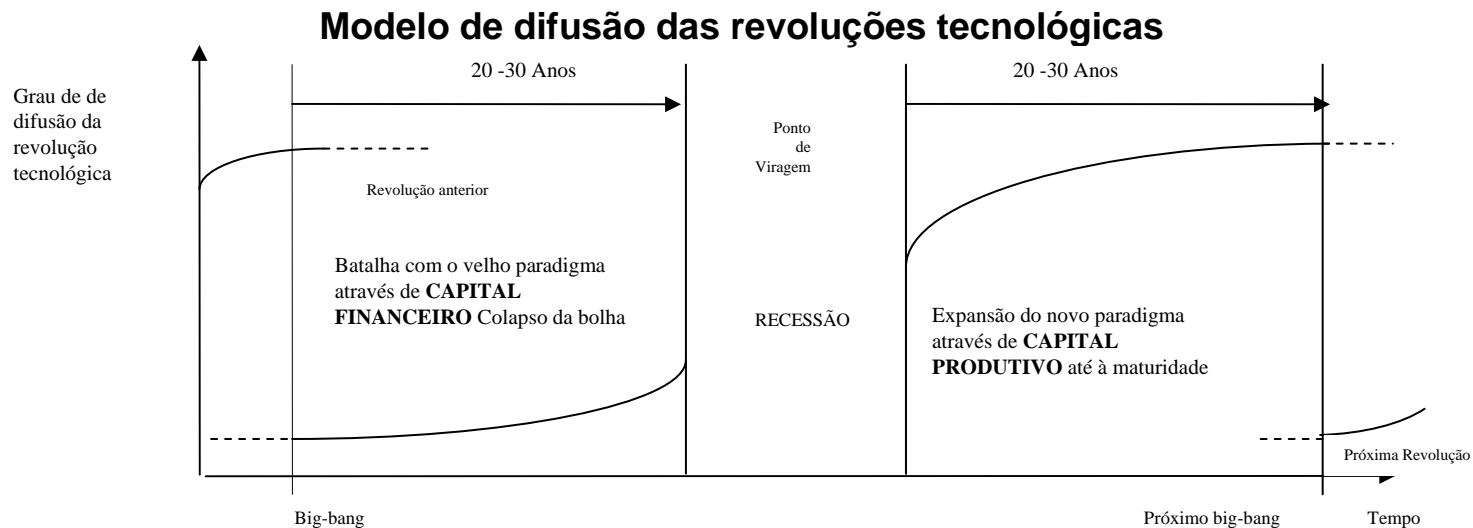 Modelo de difusão das revoluções tecnológicas
20 -30 Anos
20 -30 Anos
Grau de de
difusão da
revolução
tecnológica
Ponto
de
Viragem
Revolução anterior
Batalha com o velho paradigma
através de CAPITAL
FINANCEIRO Colapso da bolha
RECESSÃO
Expansão do novo paradigma
através de CAPITAL
PRODUTIVO até à maturidade
Próxima Revolução
Big-bang
Próximo big-bang
Tempo